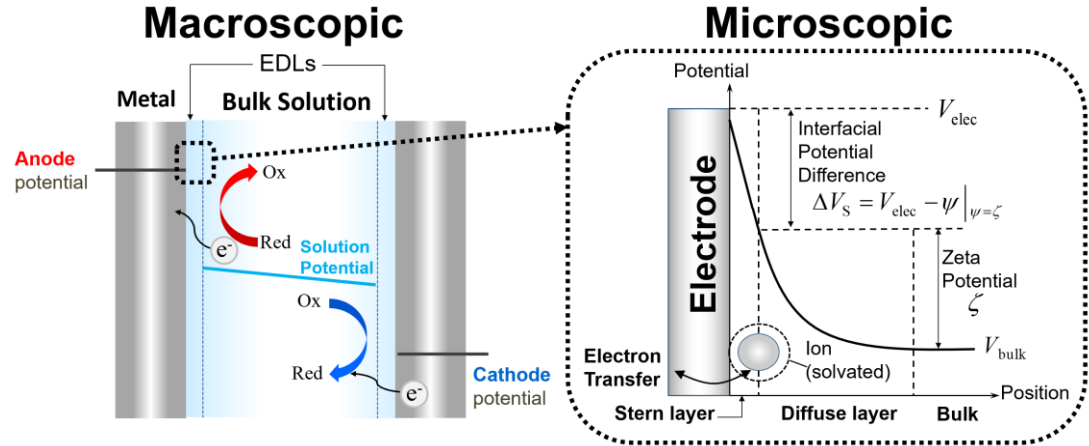 Macroscopic
EDLs
Metal
Bulk Solution
Anode
potential
Ox
Red
e-
Solution
Potential
Ox
Red
e-
Cathode
potential
Microscopic
Potential
V_elec
Interfacial
Potential
Difference
ΔV_S = V_elec − ψ|_ψ=ζ
Electrode
Zeta
Potential
ζ
V_bulk
Ion
(solvated)
Electron
Transfer
Position
Stern layer
Diffuse layer
Bulk